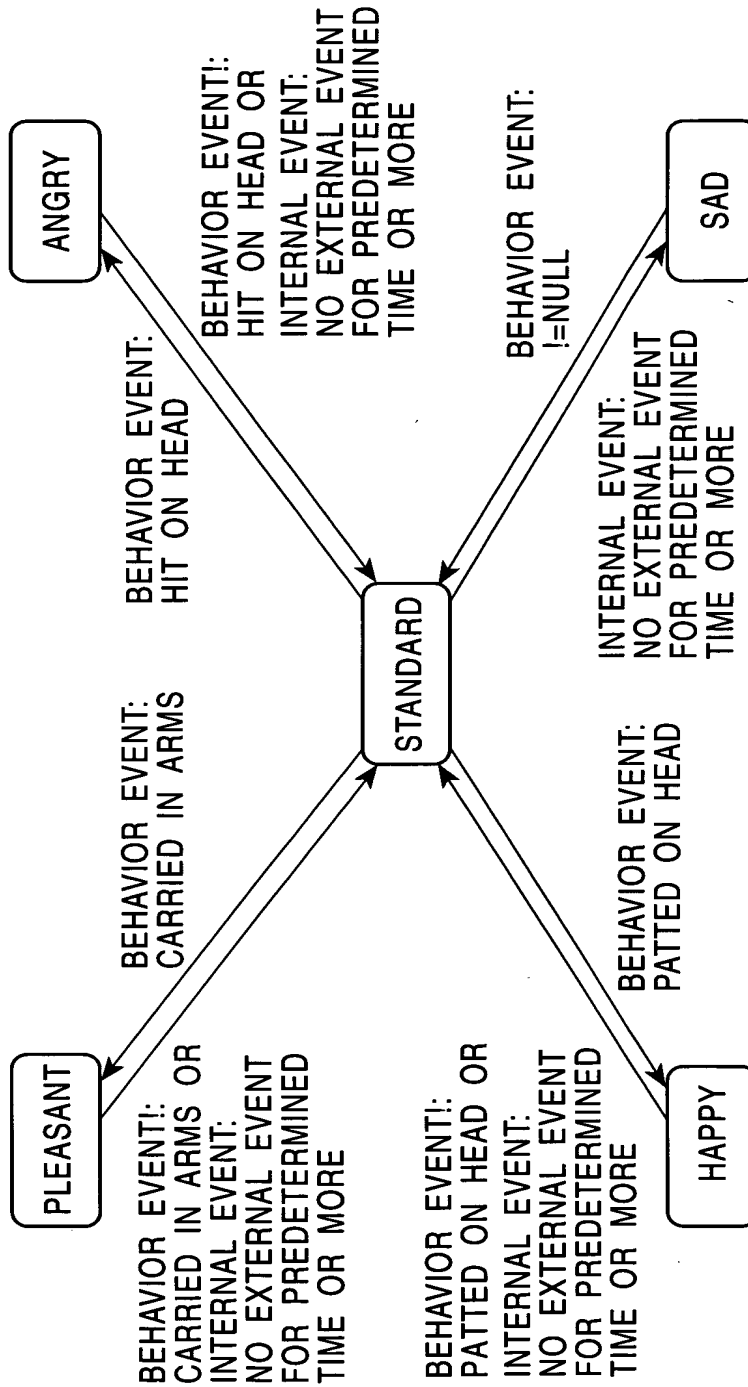 PLEASANT
ANGRY
BEHAVIOR EVENT:
CARRIED IN ARMS
BEHAVIOR EVENT:
HIT ON HEAD
BEHAVIOR EVENT!:
CARRIED IN ARMS OR
INTERNAL EVENT:
NO EXTERNAL EVENT
FOR PREDETERMINED
TIME OR MORE
BEHAVIOR EVENT!:
HIT ON HEAD OR
INTERNAL EVENT:
NO EXTERNAL EVENT
FOR PREDETERMINED
TIME OR MORE
STANDARD
BEHAVIOR EVENT!:
PATTED ON HEAD OR
INTERNAL EVENT:
NO EXTERNAL EVENT
FOR PREDETERMINED
TIME OR MORE
BEHAVIOR EVENT:
!=NULL
BEHAVIOR EVENT:
PATTED ON HEAD
INTERNAL EVENT:
NO EXTERNAL EVENT
FOR PREDETERMINED
TIME OR MORE
HAPPY
SAD